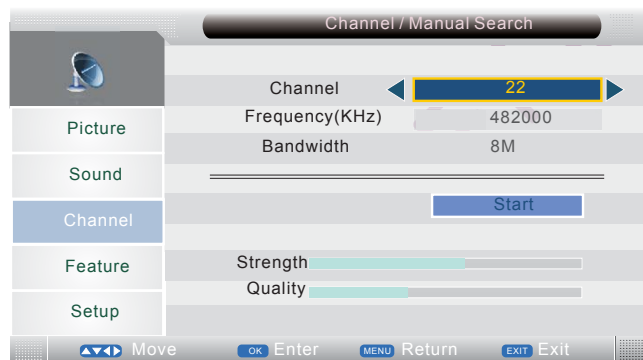 Channel / Manual Search
Channel 22
Frequency(KHz) 482000
Bandwidth 8M
Start
Strength
Quality
Picture
Sound
Channel
Feature
Setup
Move OK Enter MENU Return EXIT Exit